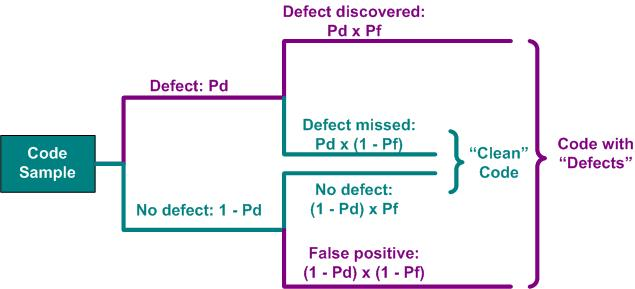 Defect discovered:
Pd x Pf
Defect: Pd
Defect missed:
Pd x (1 - Pf)
Code
Sample
"Clean"
Code
Code with
"Defects"
No defect: 1 - Pd
No defect:
(1 - Pd) x Pf
False positive:
(1 - Pd) x (1 - Pf)